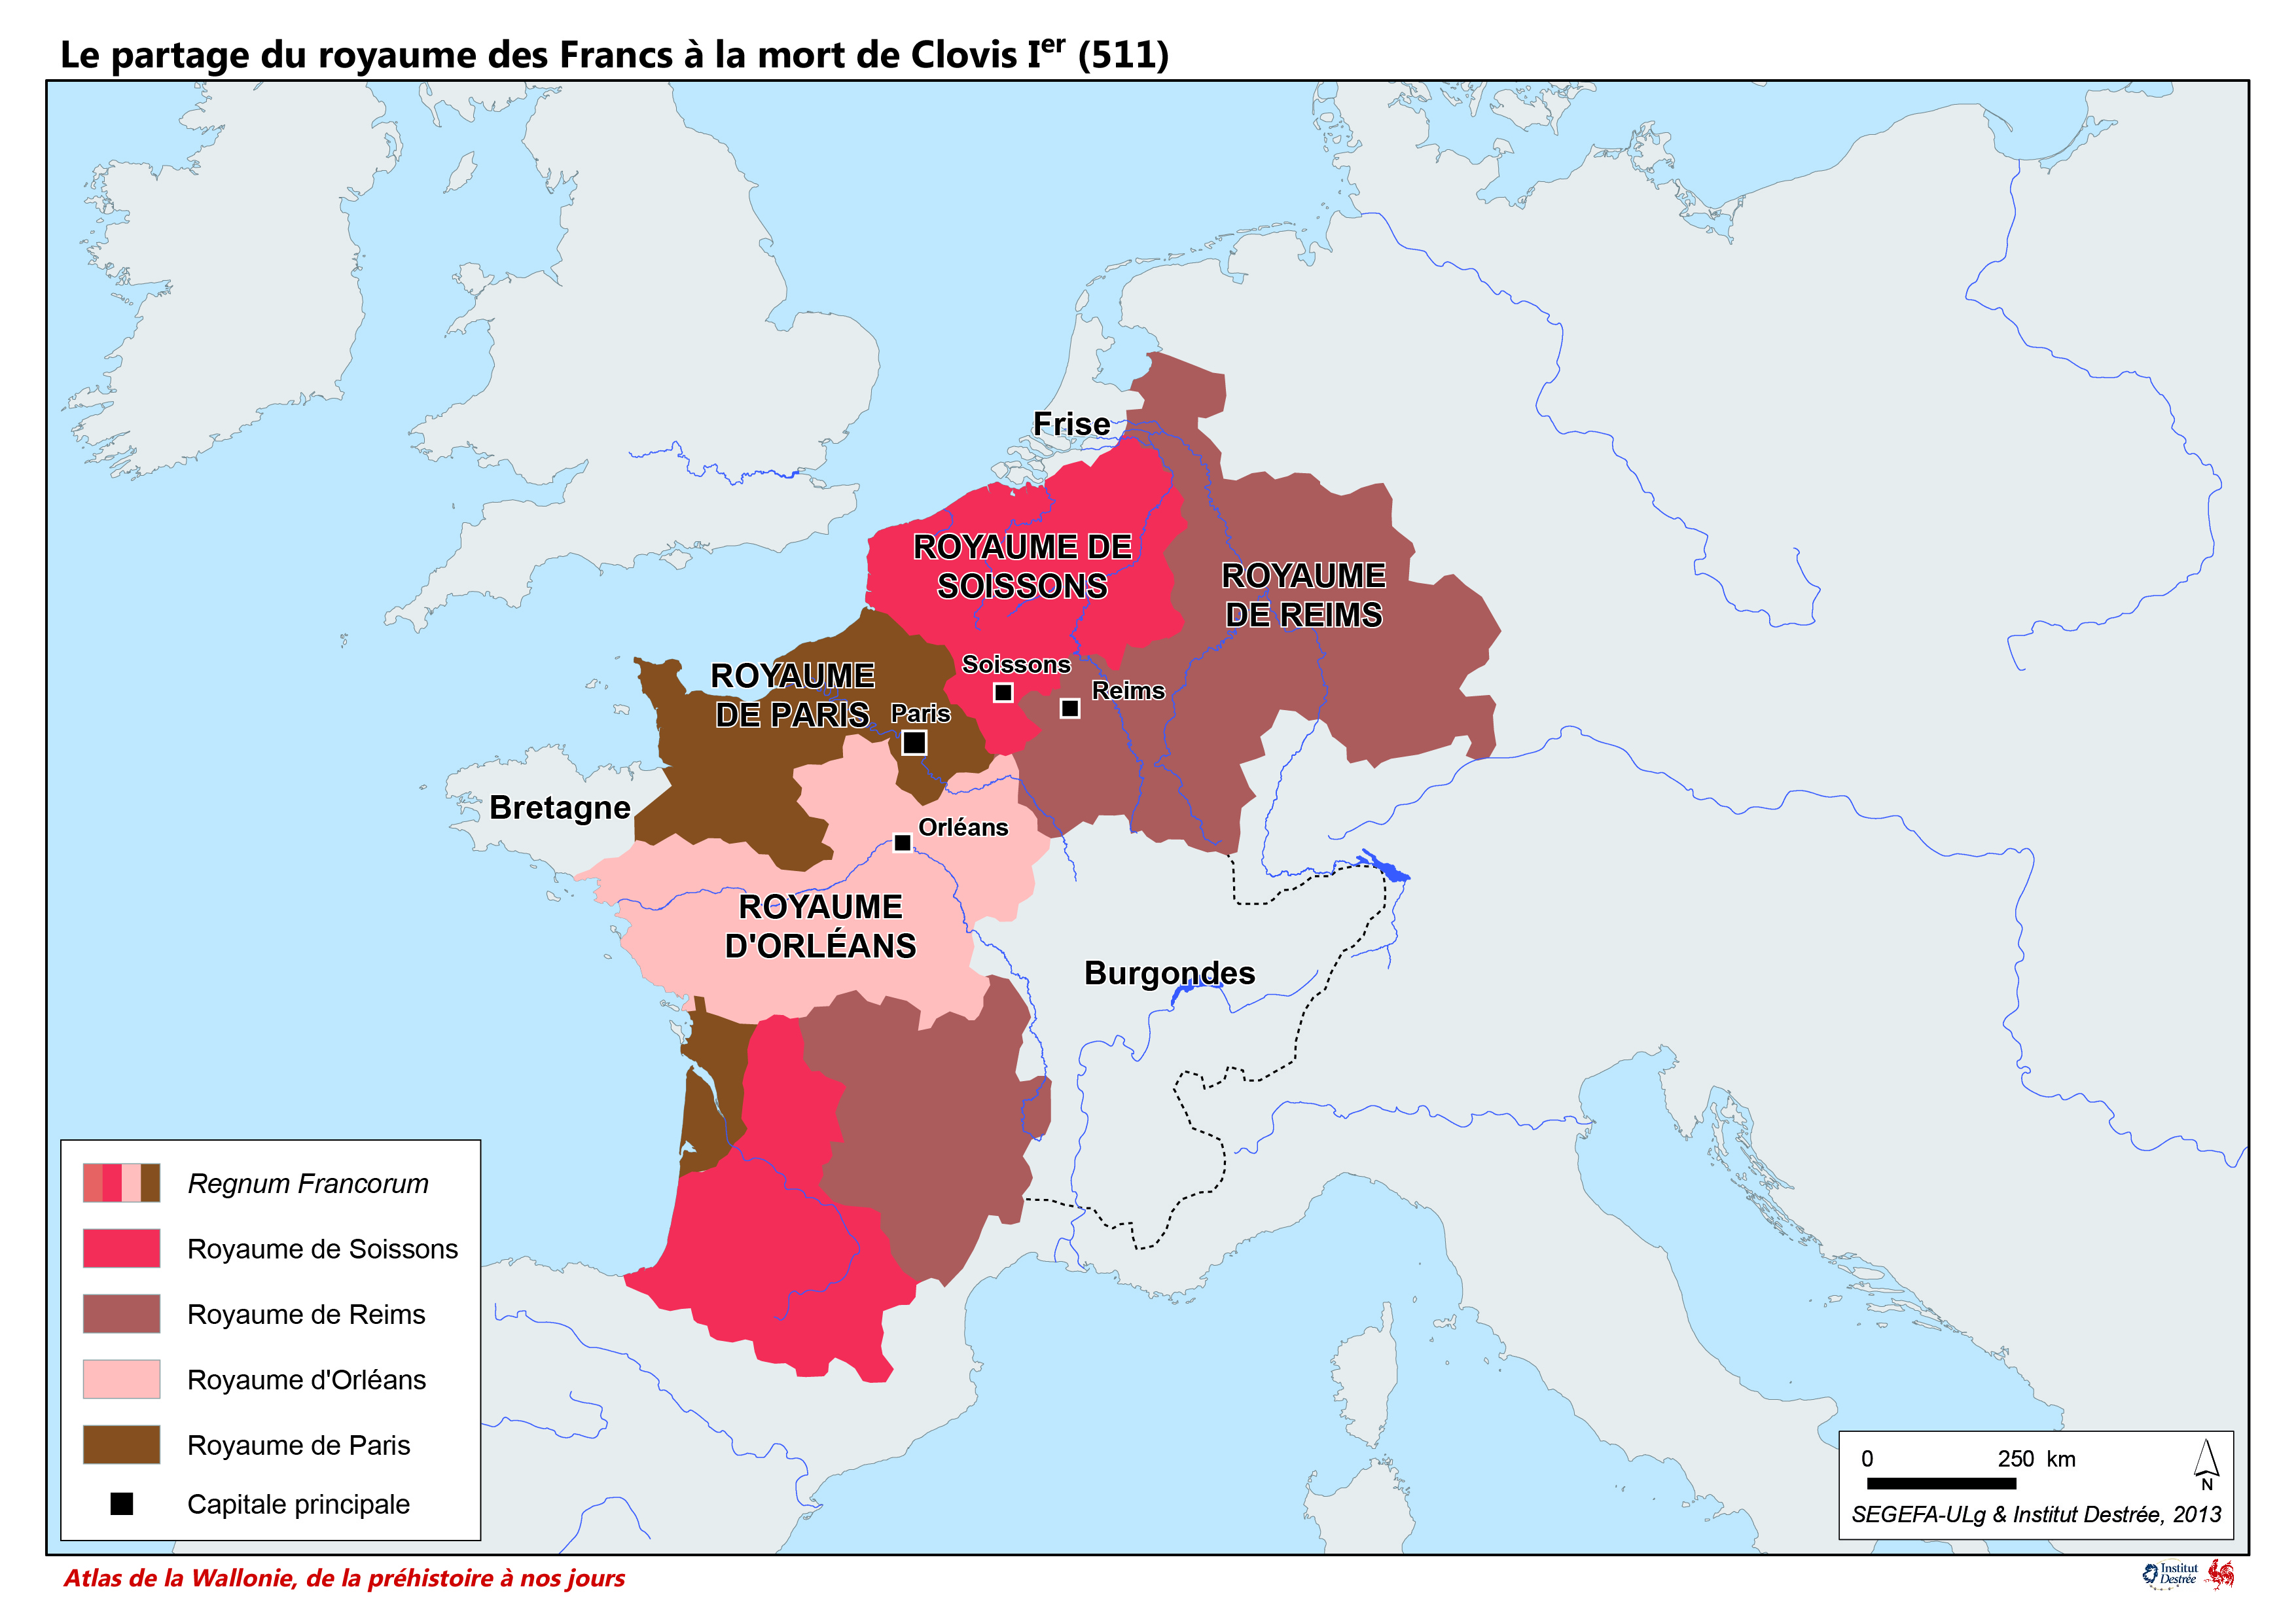 Le partage du royaume des Francs à la mort de Clovis Ier (511)
Frise
ROYAUME DE
SOISSONS
ROYAUME
DE REIMS
ROYAUME
DE PARIS
Soissons
Reims
Paris
Bretagne
Orléans
ROYAUME
D'ORLÉANS
Burgondes
Regnum Francorum
Royaume de Soissons
Royaume de Reims
Royaume d'Orléans
Royaume de Paris
Capitale principale
0 250 km
N
SEGEFA-ULg & Institut Destrée, 2013
Atlas de la Wallonie, de la préhistoire à nos jours
Institut
Destrée